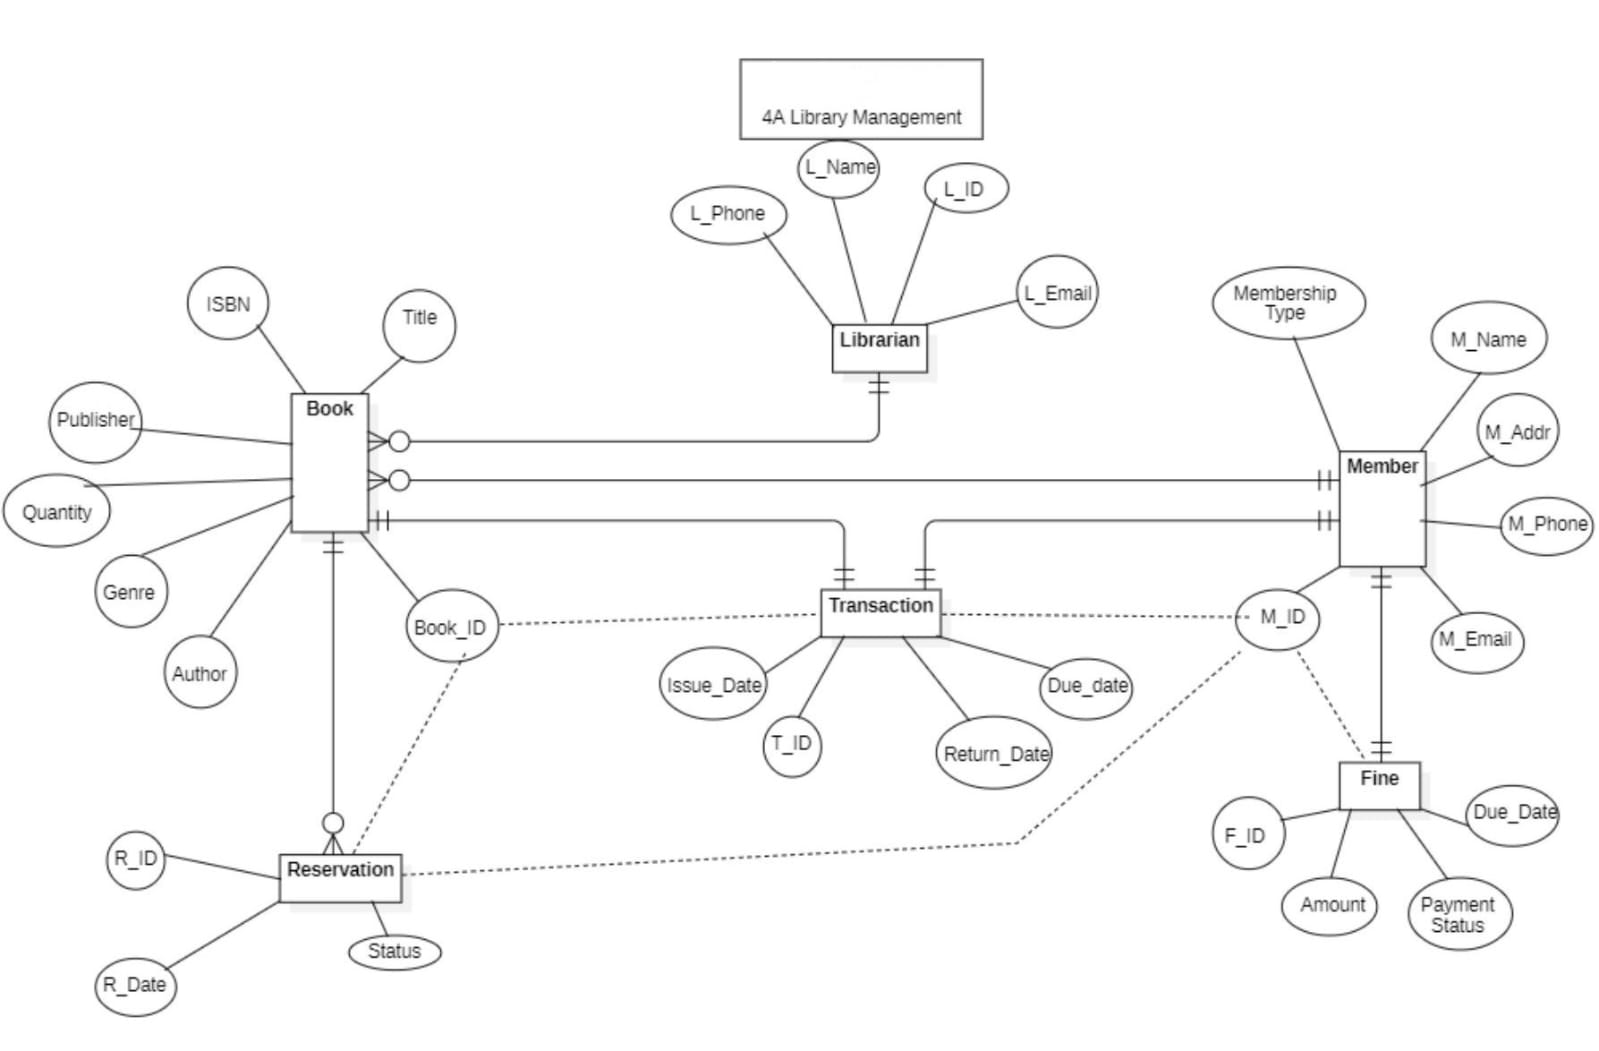 4A Library Management
L_Name
L_ID
L_Phone
L_Email
Librarian
ISBN
Title
Book
Publisher
Quantity
Genre
Author
Book_ID
Membership
Type
M_Name
M_Addr
Member
M_Phone
M_ID
M_Email
Transaction
Issue_Date
T_ID
Return_Date
Due_date
Fine
F_ID
Due_Date
Amount
Payment
Status
Reservation
R_ID
R_Date
Status